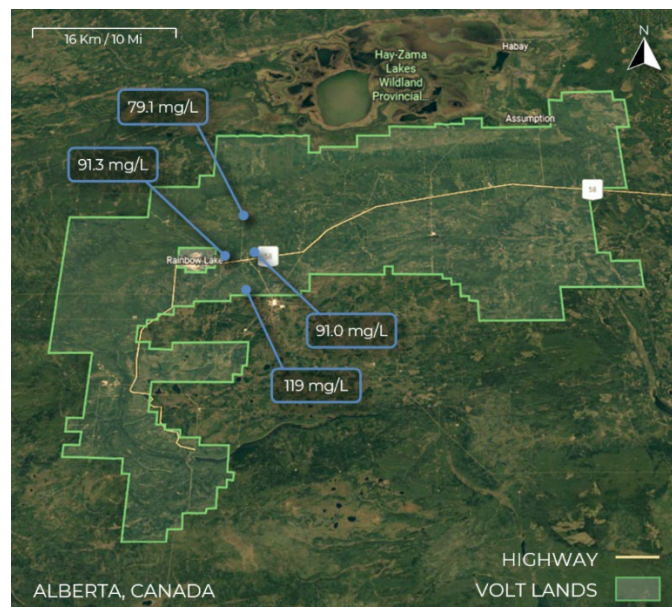 16 Km / 10 Mi
N
Hay-Zama
Lakes
Wildland
Provincial...
Habay
79.1 mg/L
Assumption
91.3 mg/L
58
Rainbow Lake
58
91.0 mg/L
119 mg/L
HIGHWAY
ALBERTA, CANADA
VOLT LANDS